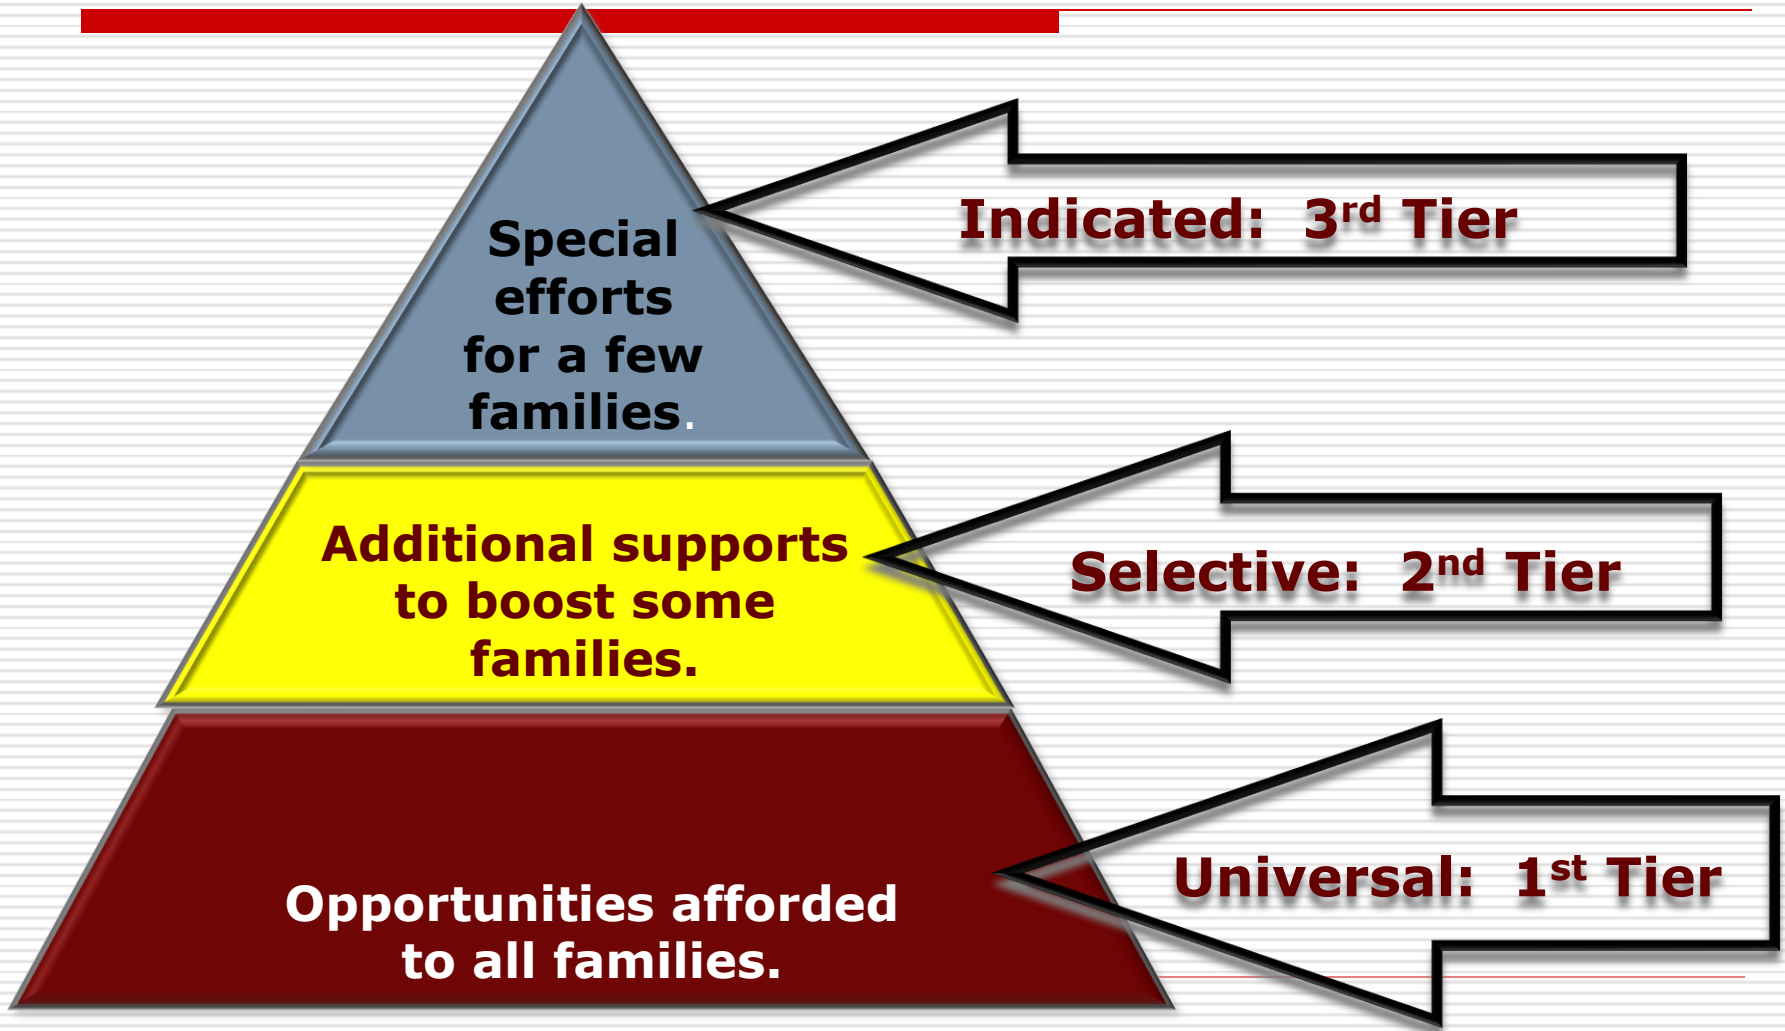 Special
efforts
for a few
families.
Indicated: 3rd Tier
Additional supports
to boost some
families.
Selective: 2nd Tier
Opportunities afforded
to all families.
Universal: 1st Tier